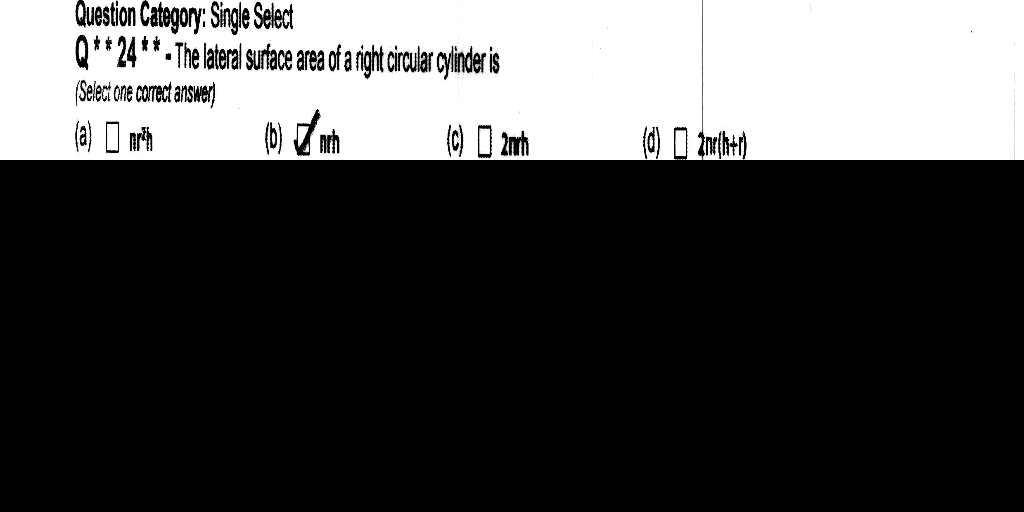 Question Category: Single Select
Q * * 24 * * - The lateral surface area of a right circular cylinder is
(Select one correct answer)
(a) ☐ πr²h (b) ☑ πrh (c) ☐ 2πrh (d) ☐ 2πr(h+r)